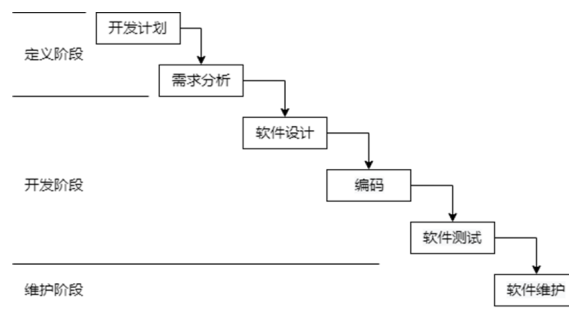 开发计划
定义阶段
需求分析
软件设计
开发阶段
编码
软件测试
维护阶段
软件维护